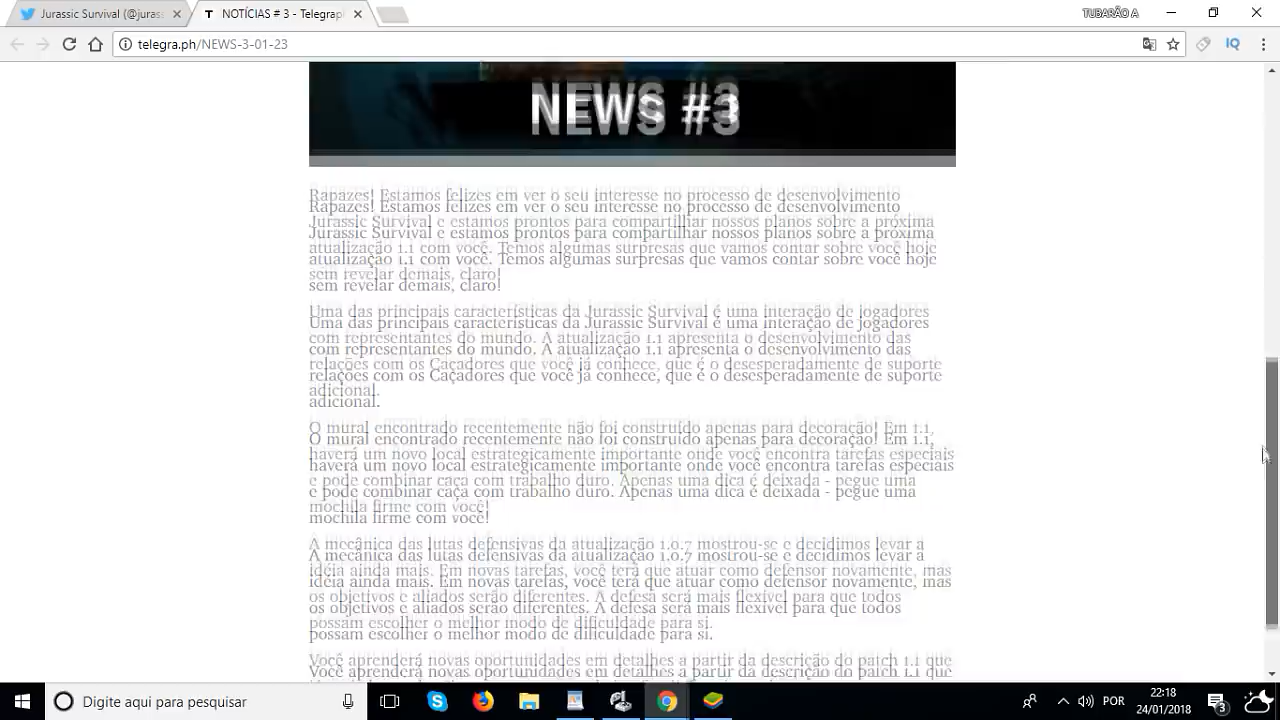 Jurassic Survival (@juras
NOTÍCIAS # 3 - Telegraph
TUBARÃO A
telegra.ph/NEWS-3-01-23
NEWS #3
Rapazes! Estamos felizes em ver o seu interesse no processo de desenvolvimento
Jurassic Survival e estamos prontos para compartilhar nossos planos sobre a próxima
atualização 1.1 com você. Temos algumas surpresas que vamos contar sobre você hoje
sem revelar demais, claro!
Uma das principais características da Jurassic Survival é uma interação de jogadores
com representantes do mundo. A atualização 1.1 apresenta o desenvolvimento das
relações com os Caçadores que você já conhece, que é o desesperadamente de suporte
adicional.
O mural encontrado recentemente não foi construído apenas para decoração! Em 1.1,
haverá um novo local estrategicamente importante onde você encontra tarefas especiais
e pode combinar caça com trabalho duro. Apenas uma dica é deixada - pegue uma
mochila firme com você!
A mecânica das lutas defensivas da atualização 1.0.7 mostrou-se e decidimos levar a
idéia ainda mais. Em novas tarefas, você terá que atuar como defensor novamente, mas
os objetivos e aliados serão diferentes. A defesa será mais flexível para que todos
possam escolher o melhor modo de dificuldade para si.
Você aprenderá novas oportunidades em detalhes a partir da descrição do patch 1.1 que
Digite aqui para pesquisar
POR
22:18
24/01/2018
3